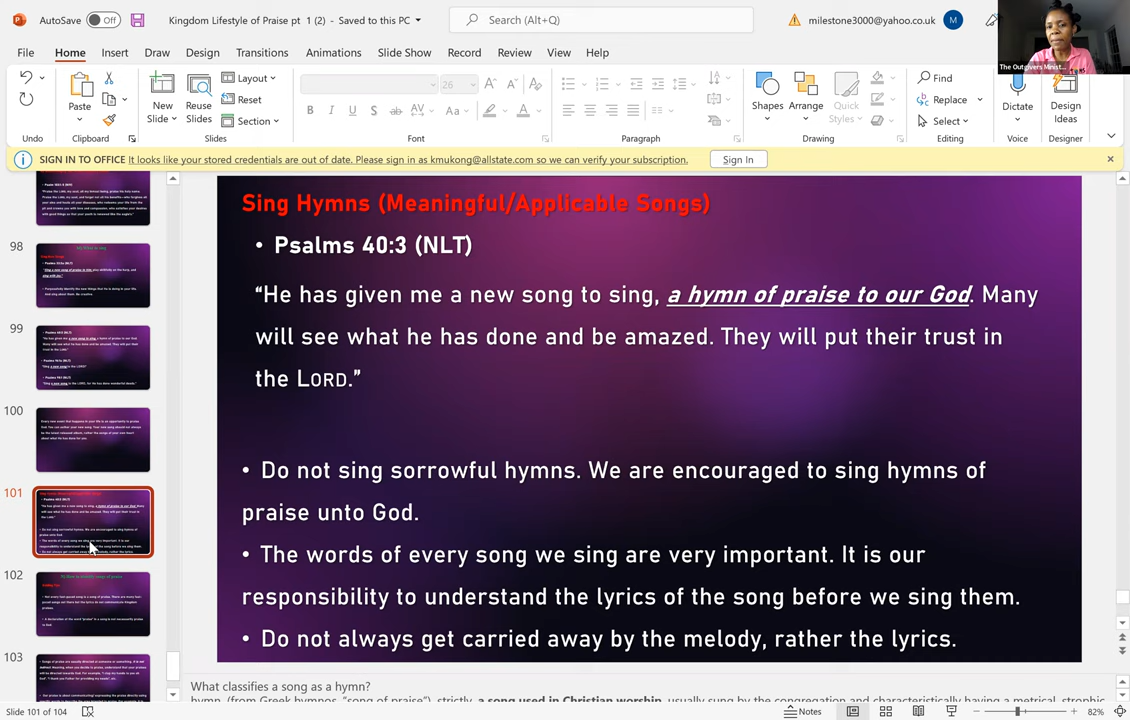 AutoSave Off Kingdom Lifestyle of Praise pt 1 (2) - Saved to this PC Search (Alt+Q) milestone3000@yahoo.co.uk M
File Home Insert Draw Design Transitions Animations Slide Show Record Review View Help
Layout Reset Section
Paste New Slide Reuse Slides 26 Shapes Arrange Quick Styles Find Replace Select Dictate Design Ideas
Undo Clipboard Slides Font Paragraph Drawing Editing Voice Designer
SIGN IN TO OFFICE It looks like your stored credentials are out of date. Please sign in as kmukong@allstate.com so we can verify your subscription. Sign In
98
99
100
101
102
103
Sing Hymns (Meaningful/Applicable Songs)
• Psalms 40:3 (NLT)
“He has given me a new song to sing, a hymn of praise to our God. Many
will see what he has done and be amazed. They will put their trust in
the LORD.”
• Do not sing sorrowful hymns. We are encouraged to sing hymns of
praise unto God.
• The words of every song we sing are very important. It is our
responsibility to understand the lyrics of the song before we sing them.
• Do not always get carried away by the melody, rather the lyrics.
What classifies a song as a hymn?
Slide 101 of 104 Notes 82%